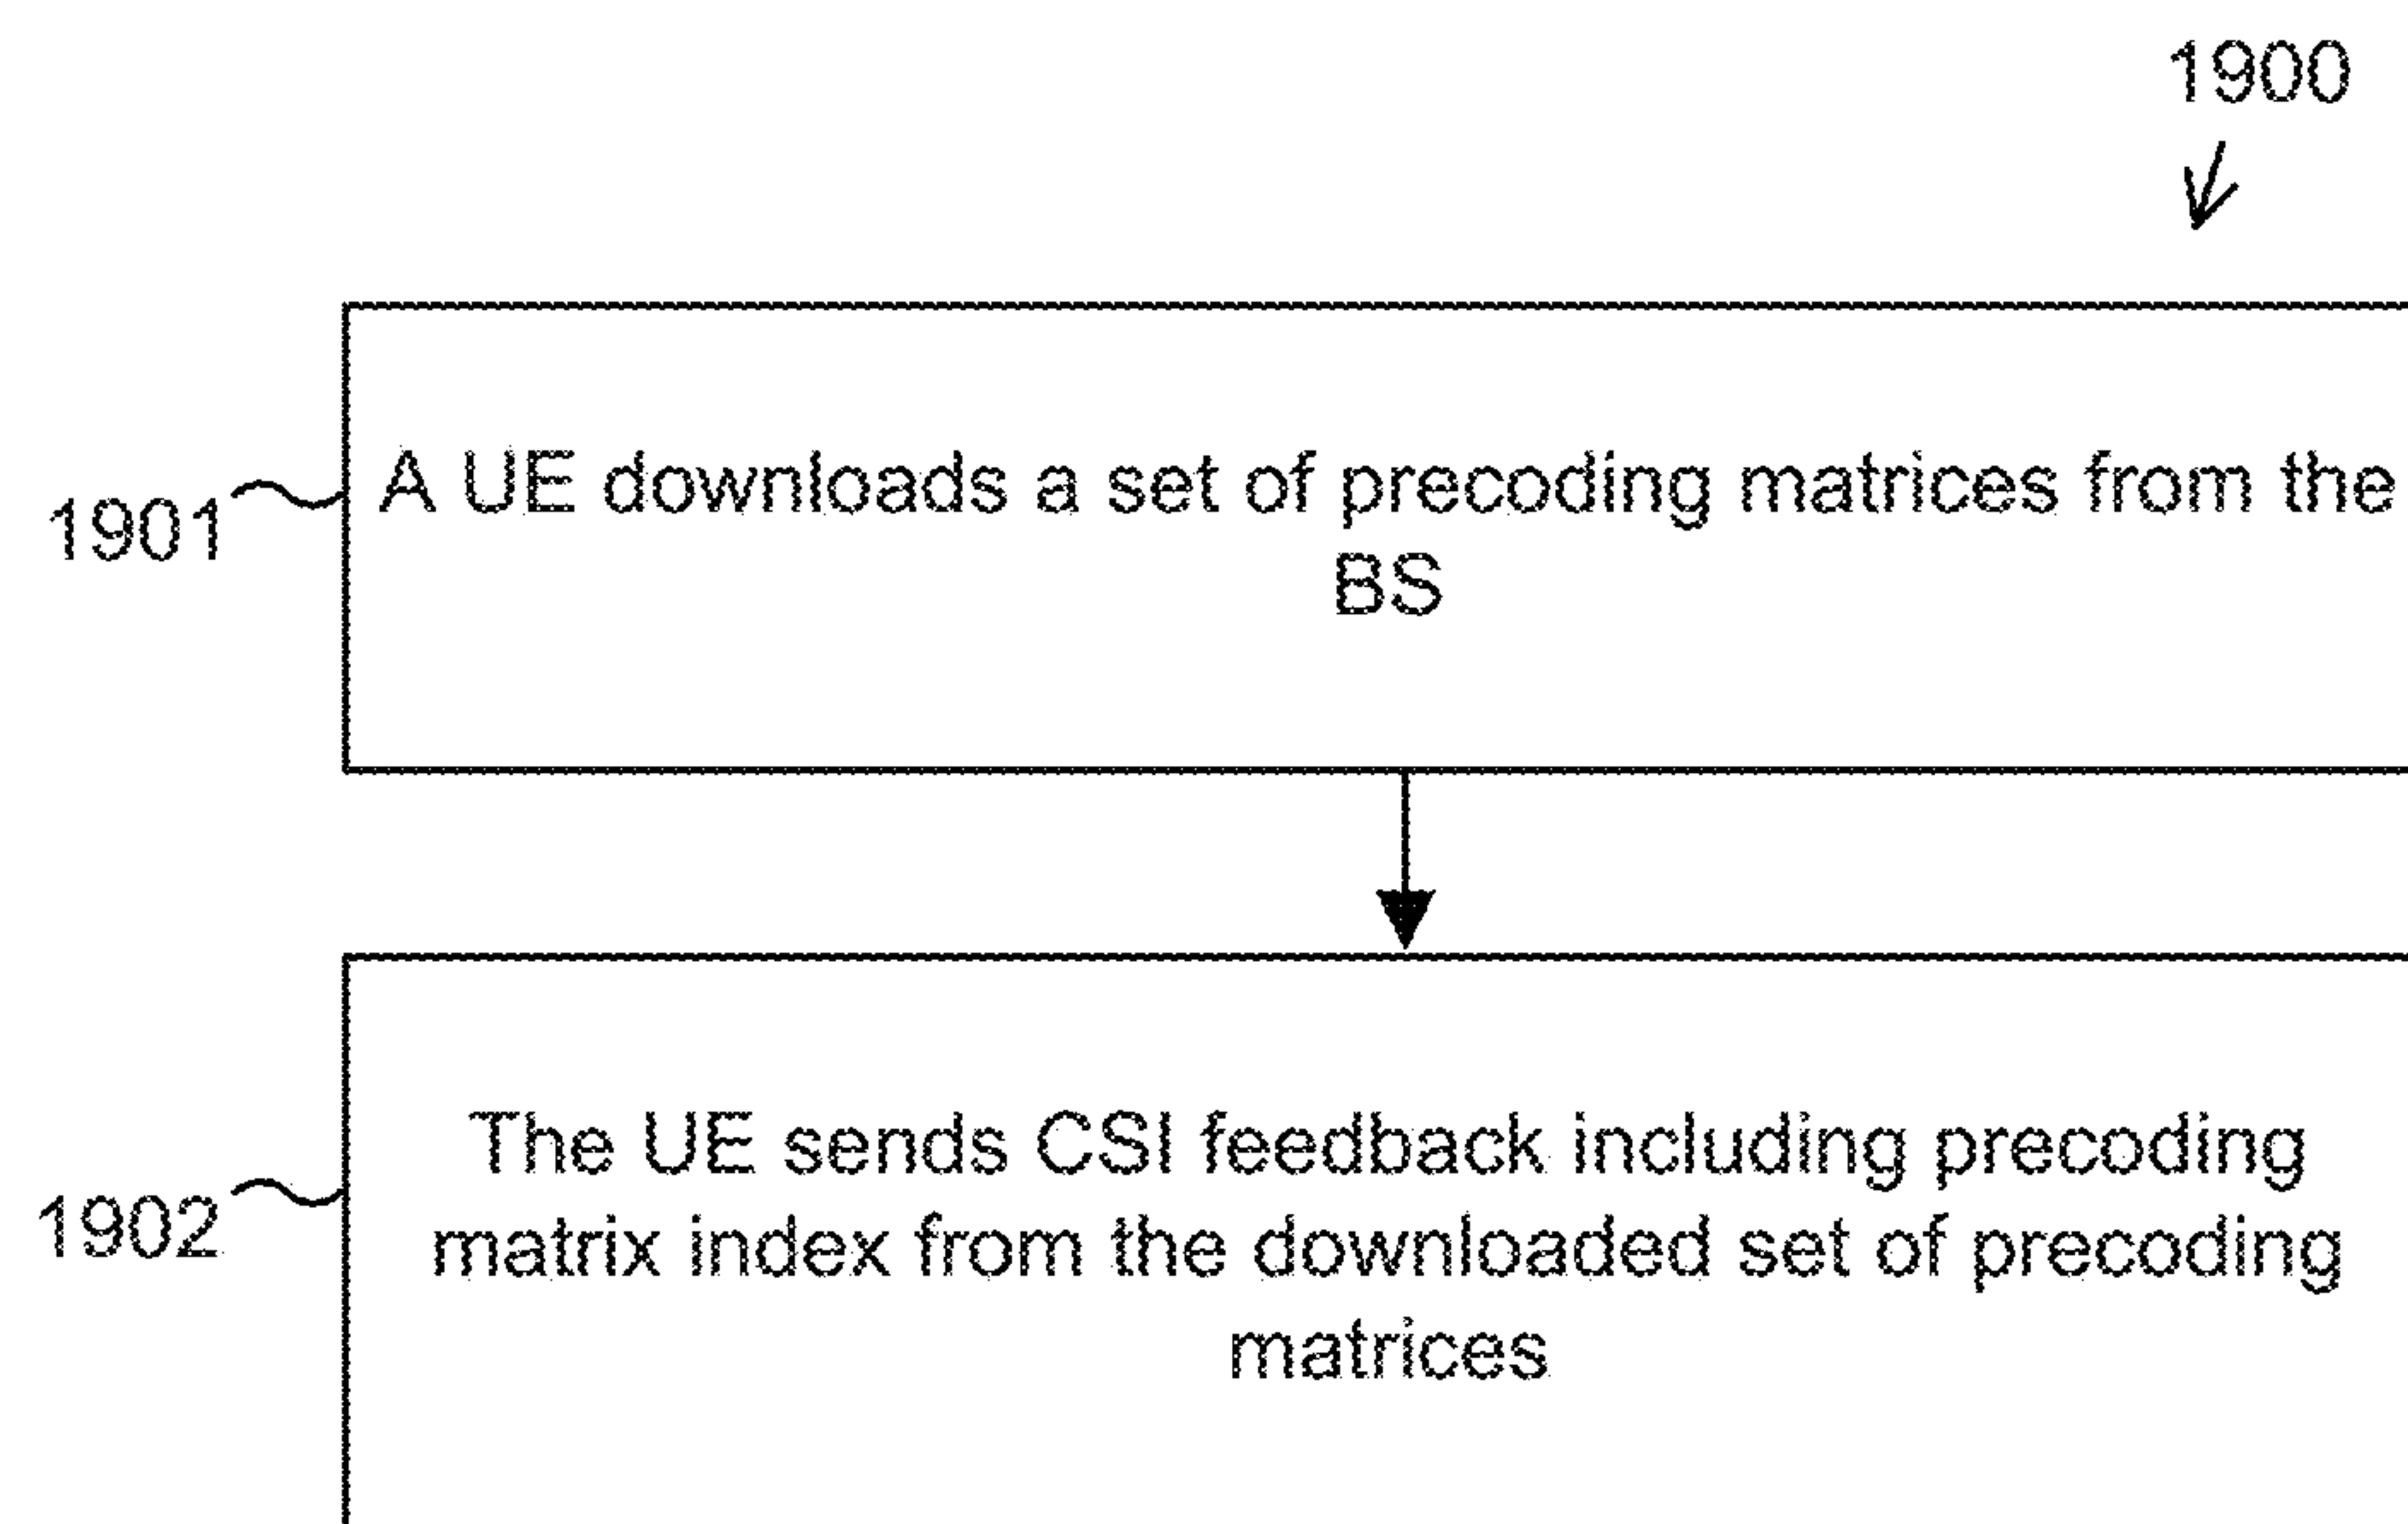 1900
A UE downloads a set of precoding matrices from the
BS
1901
The UE sends CSI feedback including precoding
matrix index from the downloaded set of precoding
matrices
1902